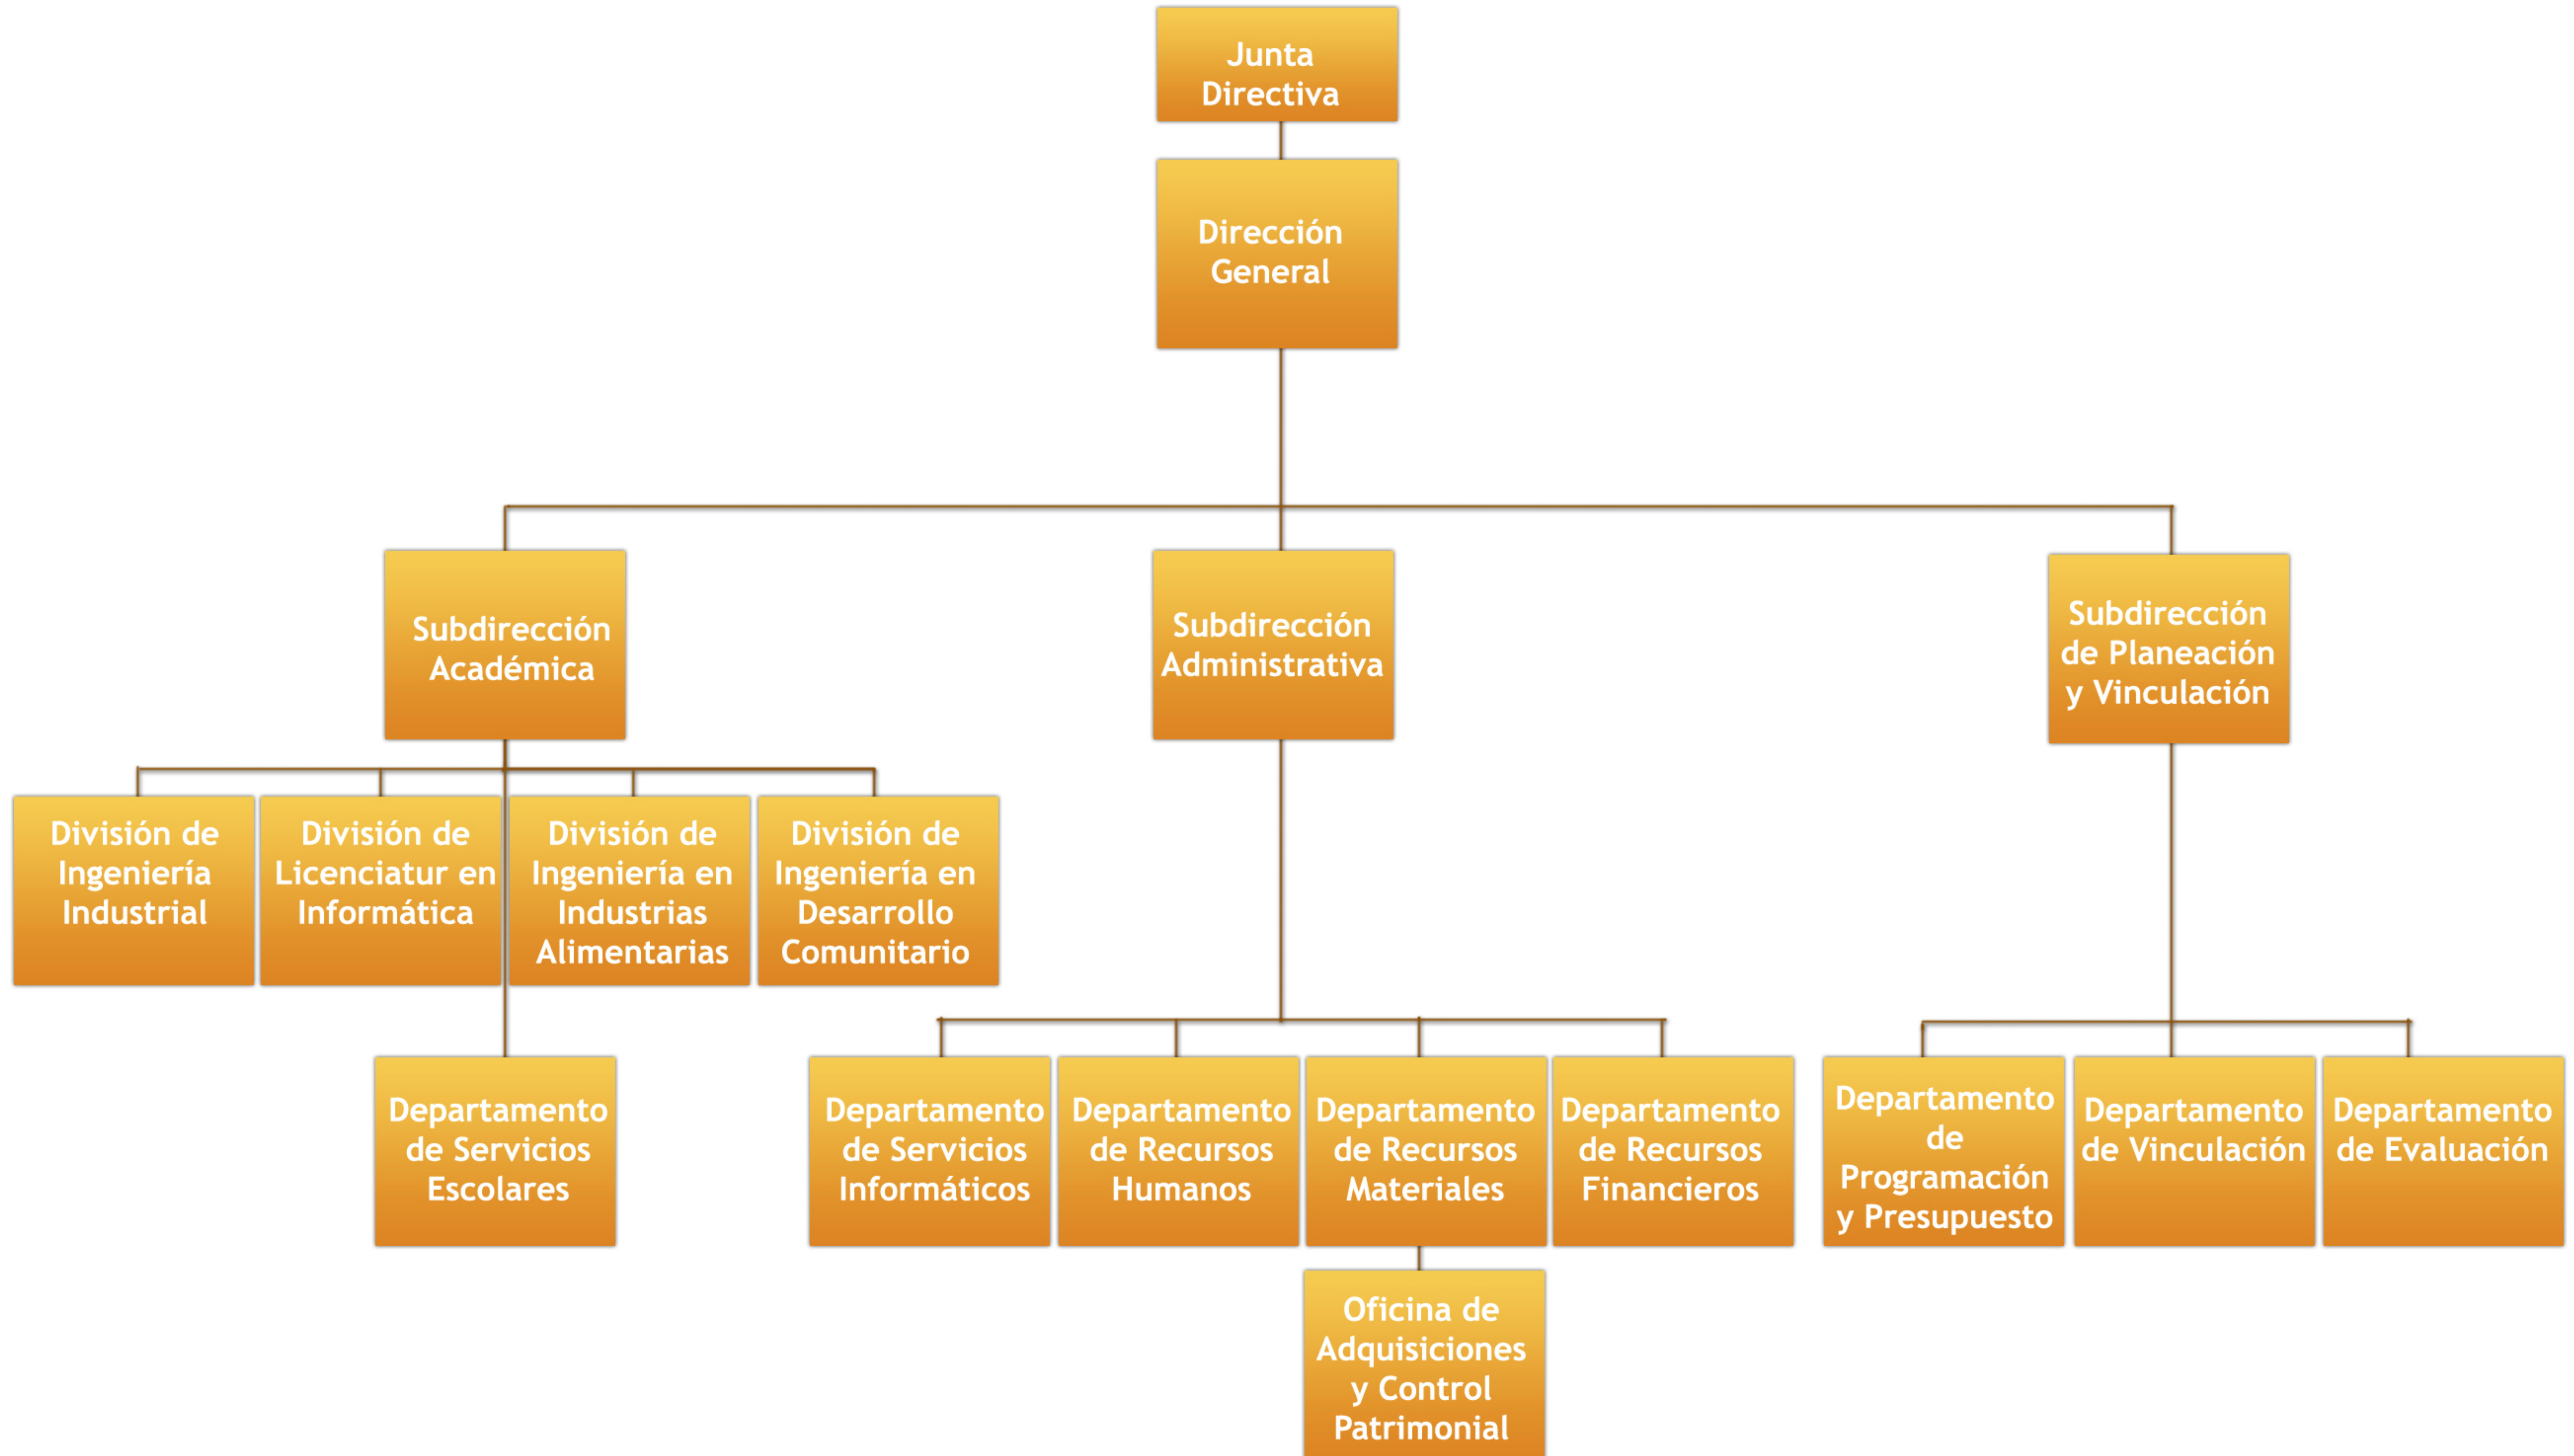 Junta
Directiva
Dirección
General
Subdirección
Académica
Subdirección
Administrativa
Subdirección
de Planeación
y Vinculación
División de
Ingeniería
Industrial
División de
Licenciatur en
Informática
División de
Ingeniería en
Industrias
Alimentarias
División de
Ingeniería en
Desarrollo
Comunitario
Departamento
de Servicios
Escolares
Departamento
de Servicios
Informáticos
Departamento
de Recursos
Humanos
Departamento
de Recursos
Materiales
Departamento
de Recursos
Financieros
Departamento
de
Programación
y Presupuesto
Departamento
de Vinculación
Departamento
de Evaluación
Oficina de
Adquisiciones
y Control
Patrimonial